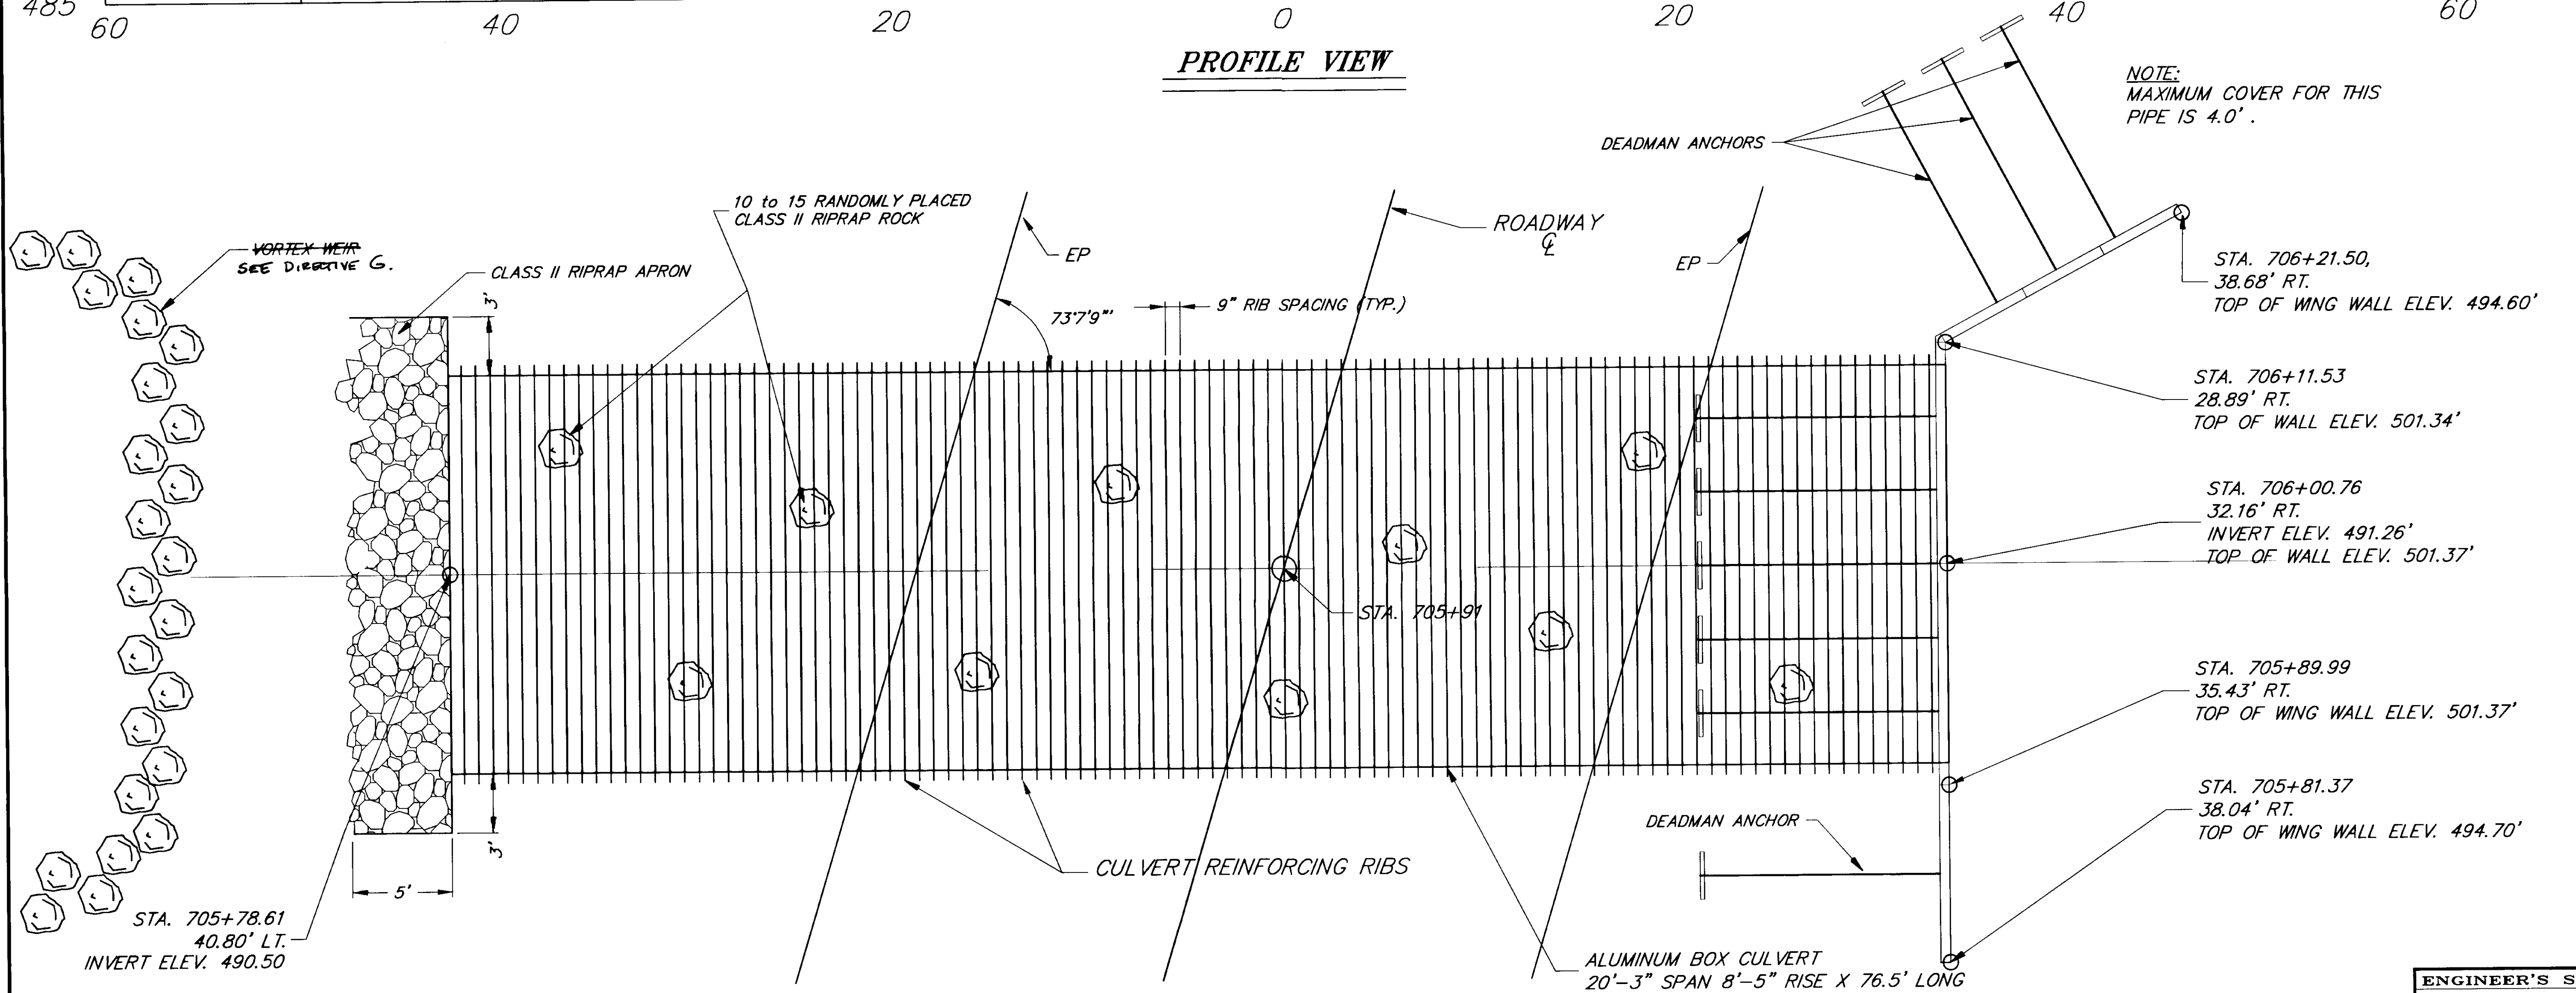 485
60
40
20
0
20
40
60
PROFILE VIEW
NOTE:
MAXIMUM COVER FOR THIS
PIPE IS 4.0'.
DEADMAN ANCHORS
10 to 15 RANDOMLY PLACED
CLASS II RIPRAP ROCK
ROADWAY
℄
EP
EP
VORTEX WEIR
SEE DIRECTIVE G.
CLASS II RIPRAP APRON
3'
73°7'9"'
9" RIB SPACING (TYP.)
STA. 706+21.50,
38.68' RT.
TOP OF WING WALL ELEV. 494.60'
STA. 706+11.53
28.89' RT.
TOP OF WALL ELEV. 501.34'
STA. 706+00.76
32.16' RT.
INVERT ELEV. 491.26'
TOP OF WALL ELEV. 501.37'
STA. 705+91
STA. 705+89.99
35.43' RT.
TOP OF WING WALL ELEV. 501.37'
STA. 705+81.37
38.04' RT.
TOP OF WING WALL ELEV. 494.70'
DEADMAN ANCHOR
3'
CULVERT REINFORCING RIBS
5'
STA. 705+78.61
40.80' LT.
INVERT ELEV. 490.50
ALUMINUM BOX CULVERT
20'-3" SPAN 8'-5" RISE X 76.5' LONG
ENGINEER'S S